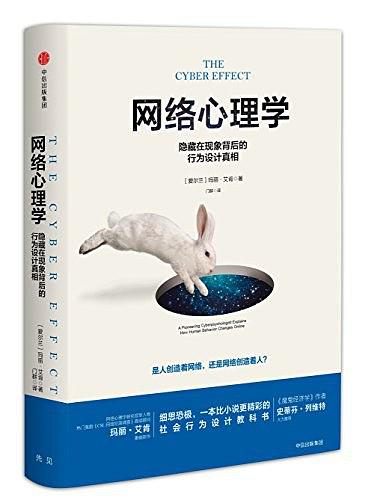 中信出版集团
THE CYBER EFFECT
网络心理学
隐藏在现象背后的
行为设计真相
[爱尔兰] 玛丽·艾肯 著
门群 译
先见
THE
CYBER EFFECT
网络心理学
隐藏在现象背后的
行为设计真相
[爱尔兰] 玛丽·艾肯 著
A Pioneering Cyberpsychologist Explains
How Human Behavior Changes Online
是人创造着网络，还是网络创造着人？
玛丽·艾肯
细思恐极，一本比小说更精彩的
社会行为设计教科书
《魔鬼经济学》作者
史蒂芬·列维特
中信出版集团